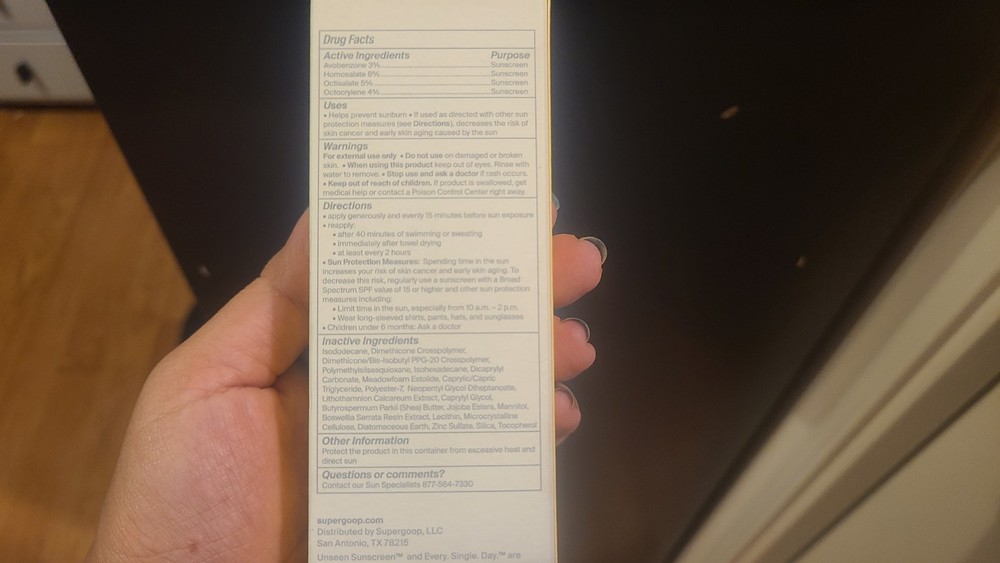 Drug Facts
Active Ingredients Purpose
Avobenzone 3% Sunscreen
Homosalate 6% Sunscreen
Octisalate 5% Sunscreen
Octocrylene 4% Sunscreen
Uses
• Helps prevent sunburn • If used as directed with other sun
protection measures (see Directions), decreases the risk of
skin cancer and early skin aging caused by the sun
Warnings
For external use only • Do not use on damaged or broken
skin. • When using this product keep out of eyes. Rinse with
water to remove. • Stop use and ask a doctor if rash occurs.
• Keep out of reach of children. If product is swallowed, get
medical help or contact a Poison Control Center right away.
Directions
• apply generously and evenly 15 minutes before sun exposure
• reapply:
• after 40 minutes of swimming or sweating
• immediately after towel drying
• at least every 2 hours
• Sun Protection Measures: Spending time in the sun
increases your risk of skin cancer and early skin aging. To
decrease this risk, regularly use a sunscreen with a Broad
Spectrum SPF value of 15 or higher and other sun protection
measures including:
• Limit time in the sun, especially from 10 a.m. – 2 p.m.
• Wear long-sleeved shirts, pants, hats, and sunglasses
• Children under 6 months: Ask a doctor
Inactive Ingredients
Isododecane, Dimethicone Crosspolymer,
Dimethicone/Bis-Isobutyl PPG-20 Crosspolymer,
Polymethylsilsesquioxane, Isohexadecane, Dicaprylyl
Carbonate, Meadowfoam Estolide, Caprylic/Capric
Triglyceride, Polyester-7, Neopentyl Glycol Diheptanoate,
Lithothamnion Calcareum Extract, Caprylyl Glycol,
Butyrospermum Parkii (Shea) Butter, Jojoba Esters, Mannitol,
Boswellia Serrata Resin Extract, Lecithin, Microcrystalline
Cellulose, Diatomaceous Earth, Zinc Sulfate, Silica, Tocopherol
Other Information
Protect the product in this container from excessive heat and
direct sun
Questions or comments?
Contact our Sun Specialists 877-564-7330
supergoop.com
Distributed by Supergoop, LLC
San Antonio, TX 78215
Unseen Sunscreen™ and Every. Single. Day.™ are